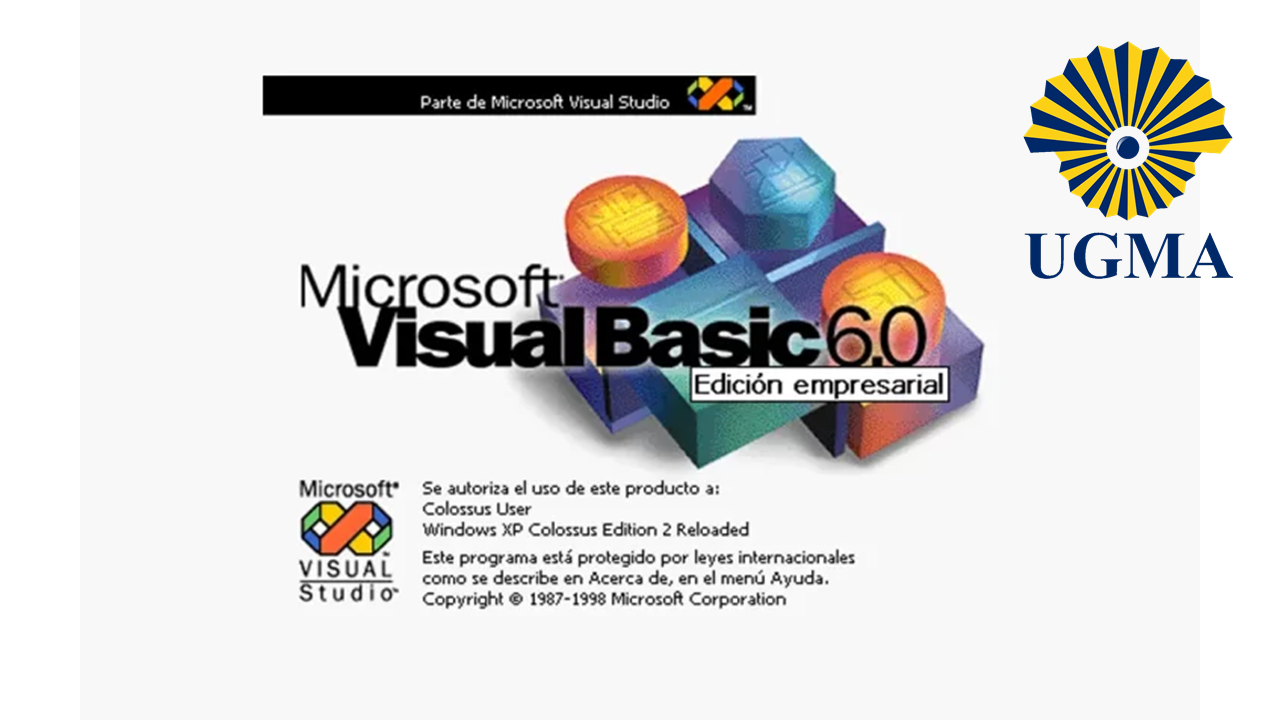 Parte de Microsoft Visual Studio
™
UGMA
Microsoft
Visual Basic 6.0
Edición empresarial
Microsoft®
VISUAL
Studio™
Se autoriza el uso de este producto a:
Colossus User
Windows XP Colossus Edition 2 Reloaded
Este programa está protegido por leyes internacionales
como se describe en Acerca de, en el menú Ayuda.
Copyright © 1987-1998 Microsoft Corporation